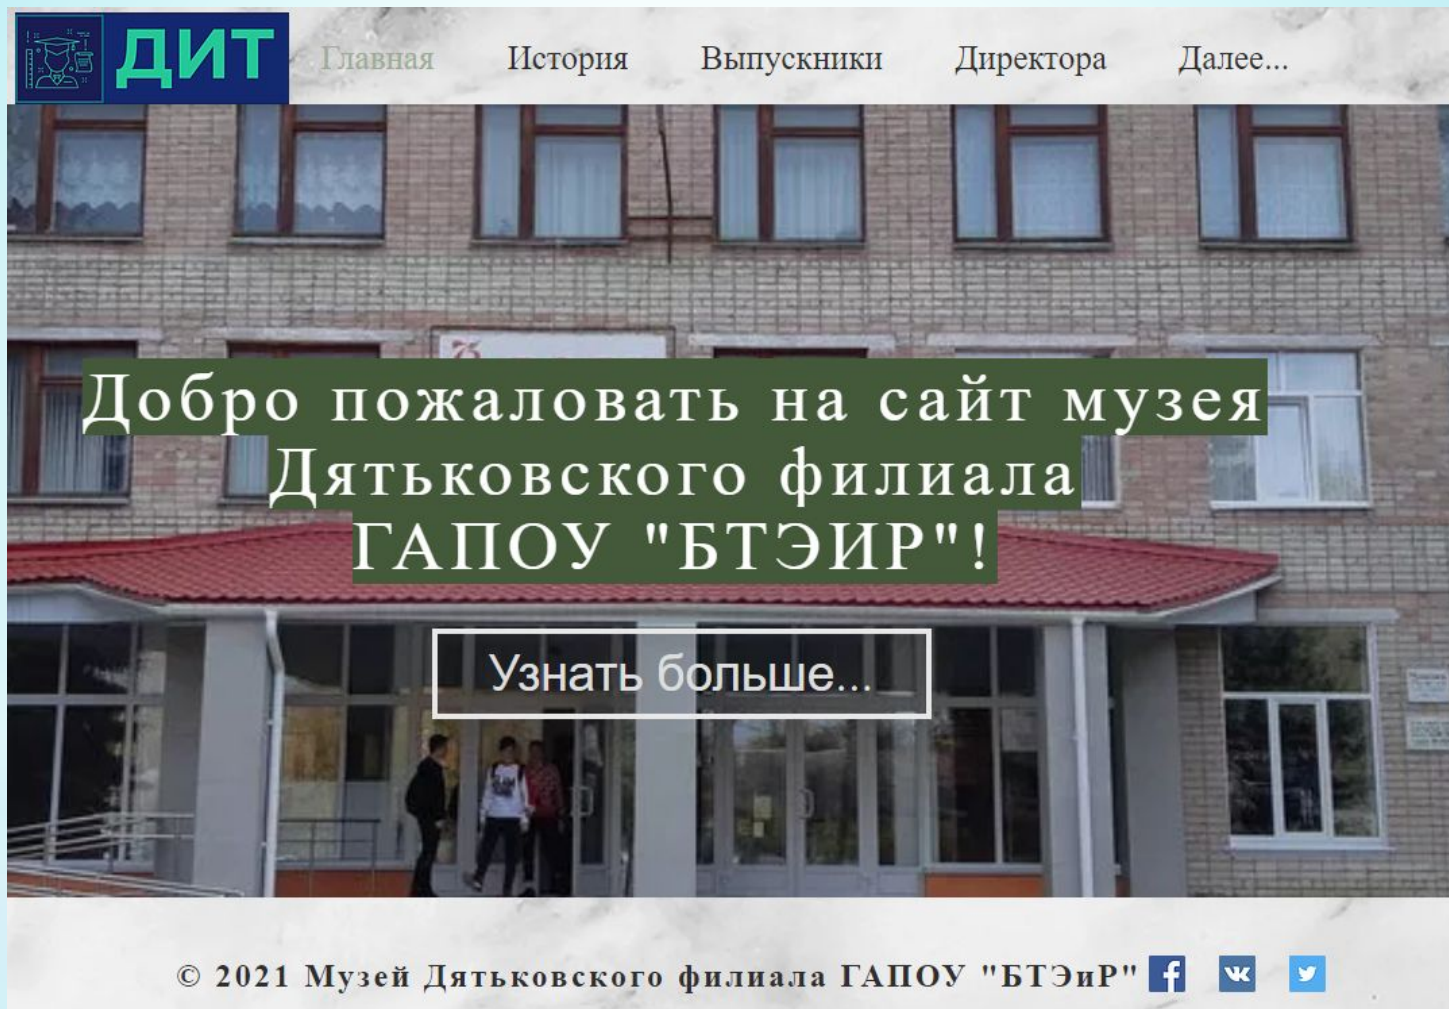 ДИТ
Главная История Выпускники Директора Далее...
75
Добро пожаловать на сайт музея
Дятьковского филиала
ГАПОУ "БТЭИР"!
Узнать больше...
© 2021 Музей Дятьковского филиала ГАПОУ "БТЭиР"